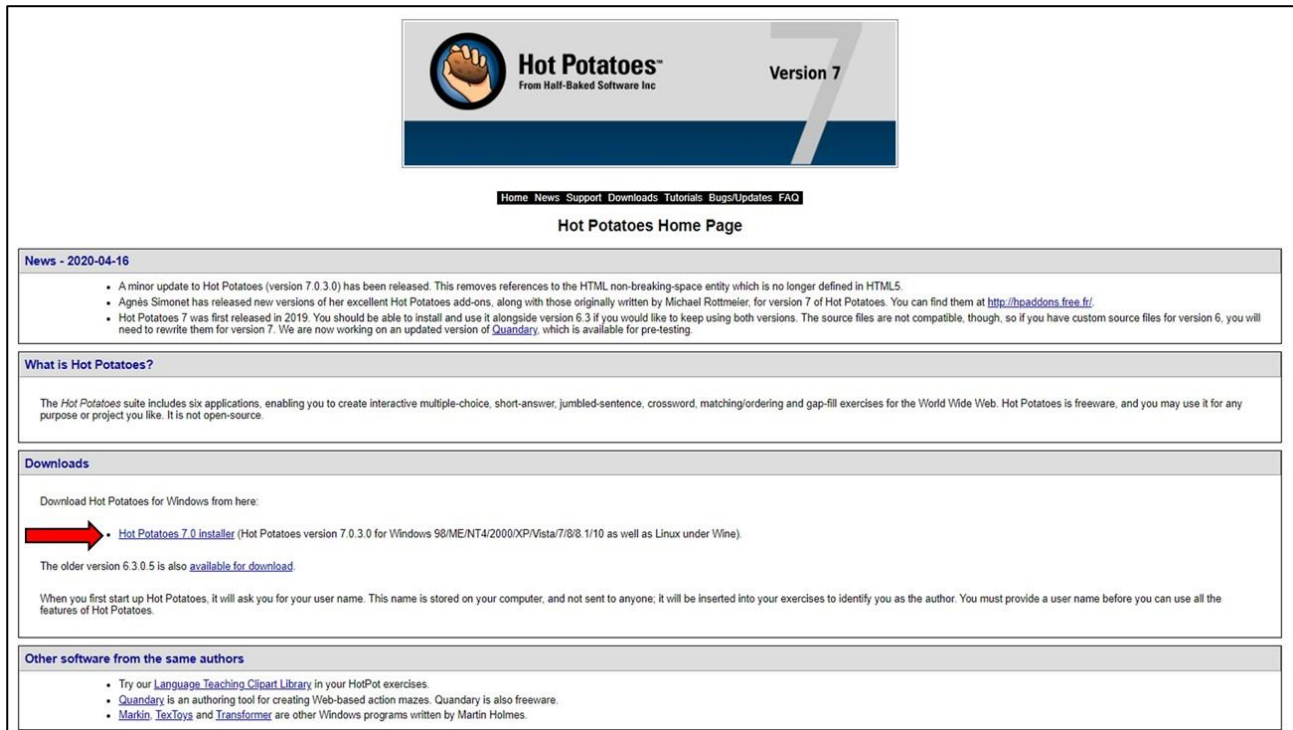 Hot Potatoes™
From Half-Baked Software Inc
Version 7
7
Home News Support Downloads Tutorials Bugs/Updates FAQ
Hot Potatoes Home Page
News - 2020-04-16
• A minor update to Hot Potatoes (version 7.0.3.0) has been released. This removes references to the HTML non-breaking-space entity which is no longer defined in HTML5.
• Agnès Simonet has released new versions of her excellent Hot Potatoes add-ons, along with those originally written by Michael Rottmeier, for version 7 of Hot Potatoes. You can find them at http://hpaddons.free.fr/.
• Hot Potatoes 7 was first released in 2019. You should be able to install and use it alongside version 6.3 if you would like to keep using both versions. The source files are not compatible, though, so if you have custom source files for version 6, you will
need to rewrite them for version 7. We are now working on an updated version of Quandary, which is available for pre-testing.
What is Hot Potatoes?
The Hot Potatoes suite includes six applications, enabling you to create interactive multiple-choice, short-answer, jumbled-sentence, crossword, matching/ordering and gap-fill exercises for the World Wide Web. Hot Potatoes is freeware, and you may use it for any
purpose or project you like. It is not open-source.
Downloads
Download Hot Potatoes for Windows from here:
• Hot Potatoes 7.0 installer (Hot Potatoes version 7.0.3.0 for Windows 98/ME/NT4/2000/XP/Vista/7/8/8.1/10 as well as Linux under Wine).
The older version 6.3.0.5 is also available for download.
When you first start up Hot Potatoes, it will ask you for your user name. This name is stored on your computer, and not sent to anyone; it will be inserted into your exercises to identify you as the author. You must provide a user name before you can use all the
features of Hot Potatoes.
Other software from the same authors
• Try our Language Teaching Clipart Library in your HotPot exercises.
• Quandary is an authoring tool for creating Web-based action mazes. Quandary is also freeware.
• Markin, TexToys and Transformer are other Windows programs written by Martin Holmes.